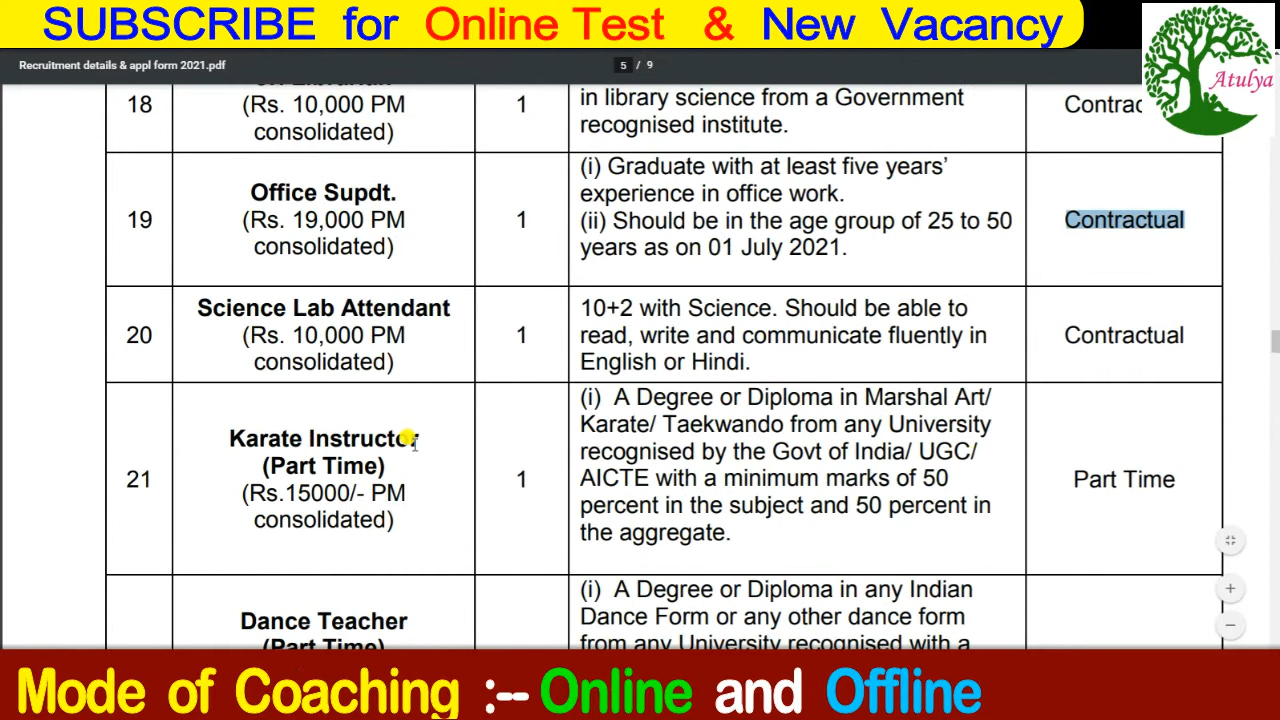 SUBSCRIBE for Online Test & New Vacancy
Atulya
Recruitment details & appl form 2021.pdf
5 / 9
18
(Rs. 10,000 PM
consolidated)
1
in library science from a Government
recognised institute.
19
Office Supdt.
(Rs. 19,000 PM
consolidated)
1
(i) Graduate with at least five years’
experience in office work.
(ii) Should be in the age group of 25 to 50
years as on 01 July 2021.
Contractual
20
Science Lab Attendant
(Rs. 10,000 PM
consolidated)
1
10+2 with Science. Should be able to
read, write and communicate fluently in
English or Hindi.
Contractual
21
Karate Instructor
(Part Time)
(Rs.15000/- PM
consolidated)
1
(i) A Degree or Diploma in Marshal Art/
Karate/ Taekwando from any University
recognised by the Govt of India/ UGC/
AICTE with a minimum marks of 50
percent in the subject and 50 percent in
the aggregate.
Part Time
Dance Teacher
(Part Time)
(i) A Degree or Diploma in any Indian
Dance Form or any other dance form
from any University recognised with a
Mode of Coaching :-- Online and Offline